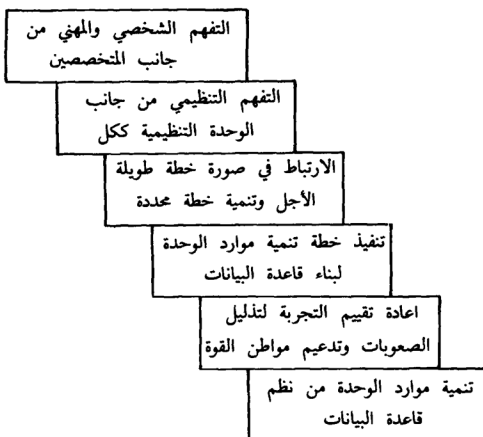 التفهم الشخصي والمهني من
جانب المتخصصين
التفهم التنظيمي من جانب
الوحدة التنظيمية ككل
الارتباط في صورة خطة طويلة
الأجل وتنمية خطة محددة
تنفيذ خطة تنمية موارد الوحدة
لبناء قاعدة البيانات
اعادة تقييم التجربة لتذليل
الصعوبات وتدعيم مواطن القوة
تنمية موارد الوحدة من نظم
قاعدة البيانات